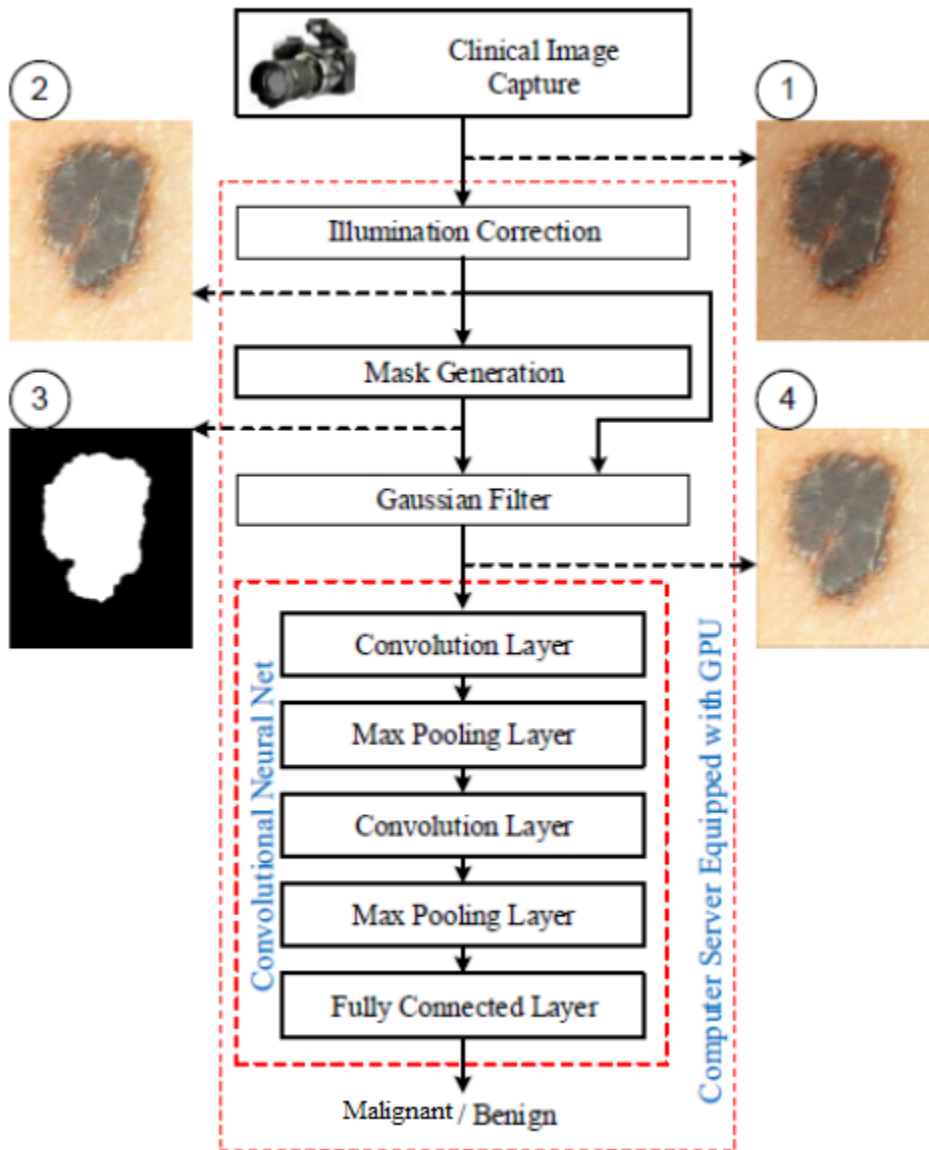 Clinical Image
Capture
2
1
Illumination Correction
Mask Generation
3
4
Gaussian Filter
Convolutional Neural Net
Convolution Layer
Max Pooling Layer
Convolution Layer
Max Pooling Layer
Fully Connected Layer
Computer Server Equipped with GPU
Malignant / Benign